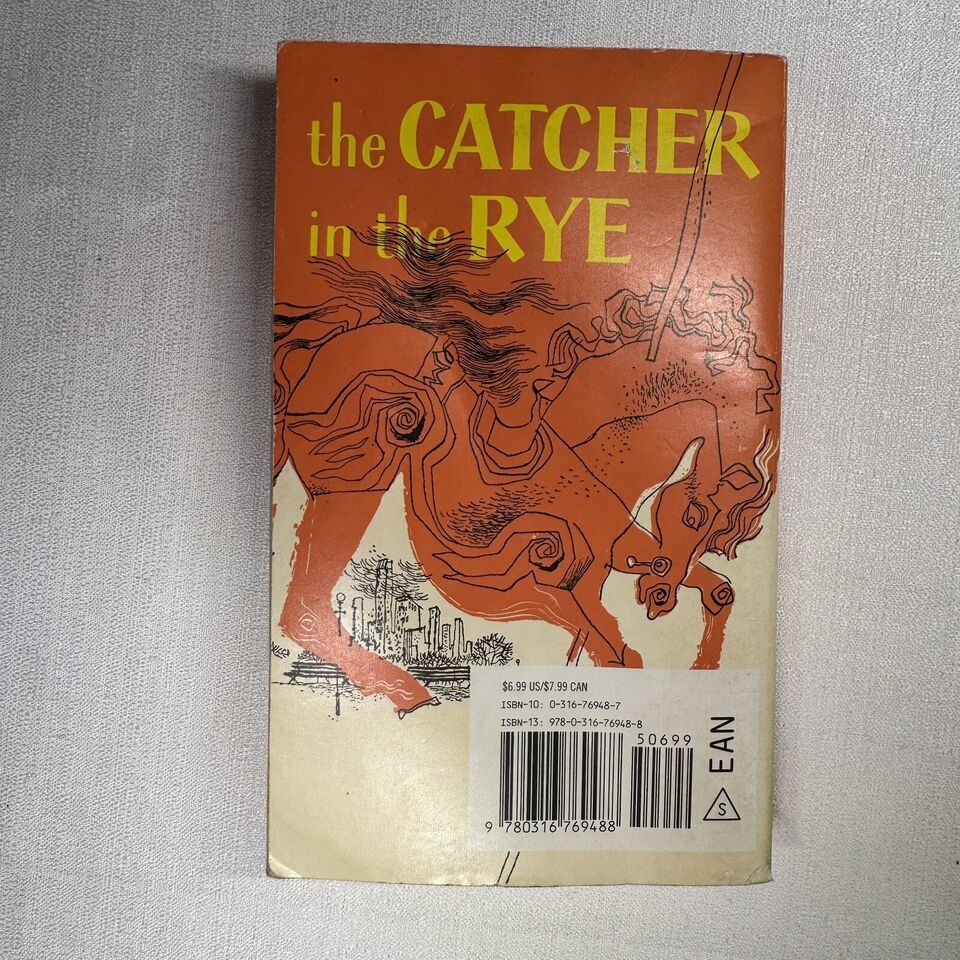 the CATCHER
in the RYE
$6.99 US/$7.99 CAN
ISBN-10: 0-316-76948-7
ISBN-13: 978-0-316-76948-8
50699
EAN
S
9 780316 769488